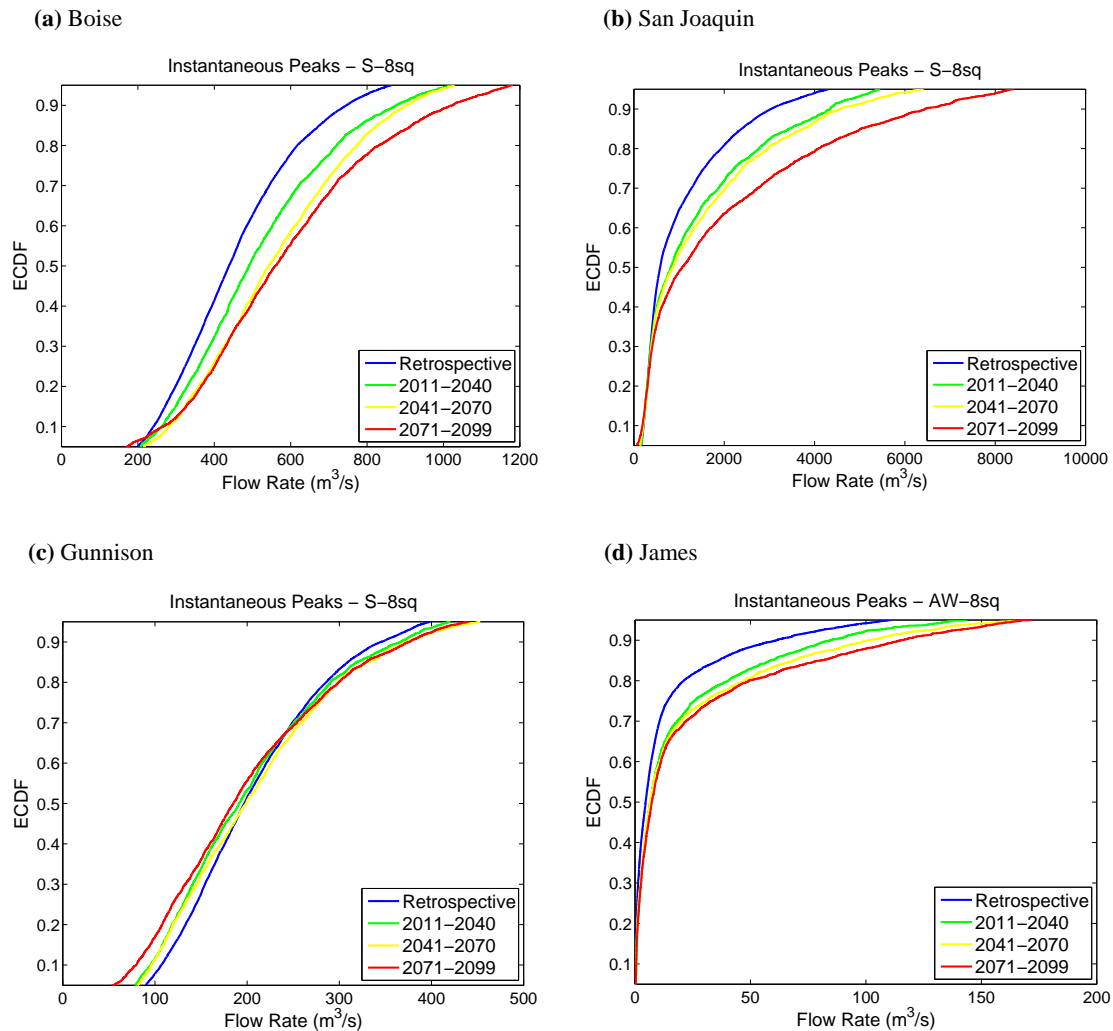 (a) Boise
Instantaneous Peaks − S−8sq
0.9
0.8
0.7
0.6
0.5
0.4
0.3
0.2
0.1
ECDF
Retrospective
2011−2040
2041−2070
2071−2099
0 200 400 600 800 1000 1200
Flow Rate (m³/s)
(b) San Joaquin
Instantaneous Peaks − S−8sq
0.9
0.8
0.7
0.6
0.5
0.4
0.3
0.2
0.1
ECDF
Retrospective
2011−2040
2041−2070
2071−2099
0 2000 4000 6000 8000 10000
Flow Rate (m³/s)
(c) Gunnison
Instantaneous Peaks − S−8sq
0.9
0.8
0.7
0.6
0.5
0.4
0.3
0.2
0.1
ECDF
Retrospective
2011−2040
2041−2070
2071−2099
0 100 200 300 400 500
Flow Rate (m³/s)
(d) James
Instantaneous Peaks − AW−8sq
0.9
0.8
0.7
0.6
0.5
0.4
0.3
0.2
0.1
ECDF
Retrospective
2011−2040
2041−2070
2071−2099
0 50 100 150 200
Flow Rate (m³/s)